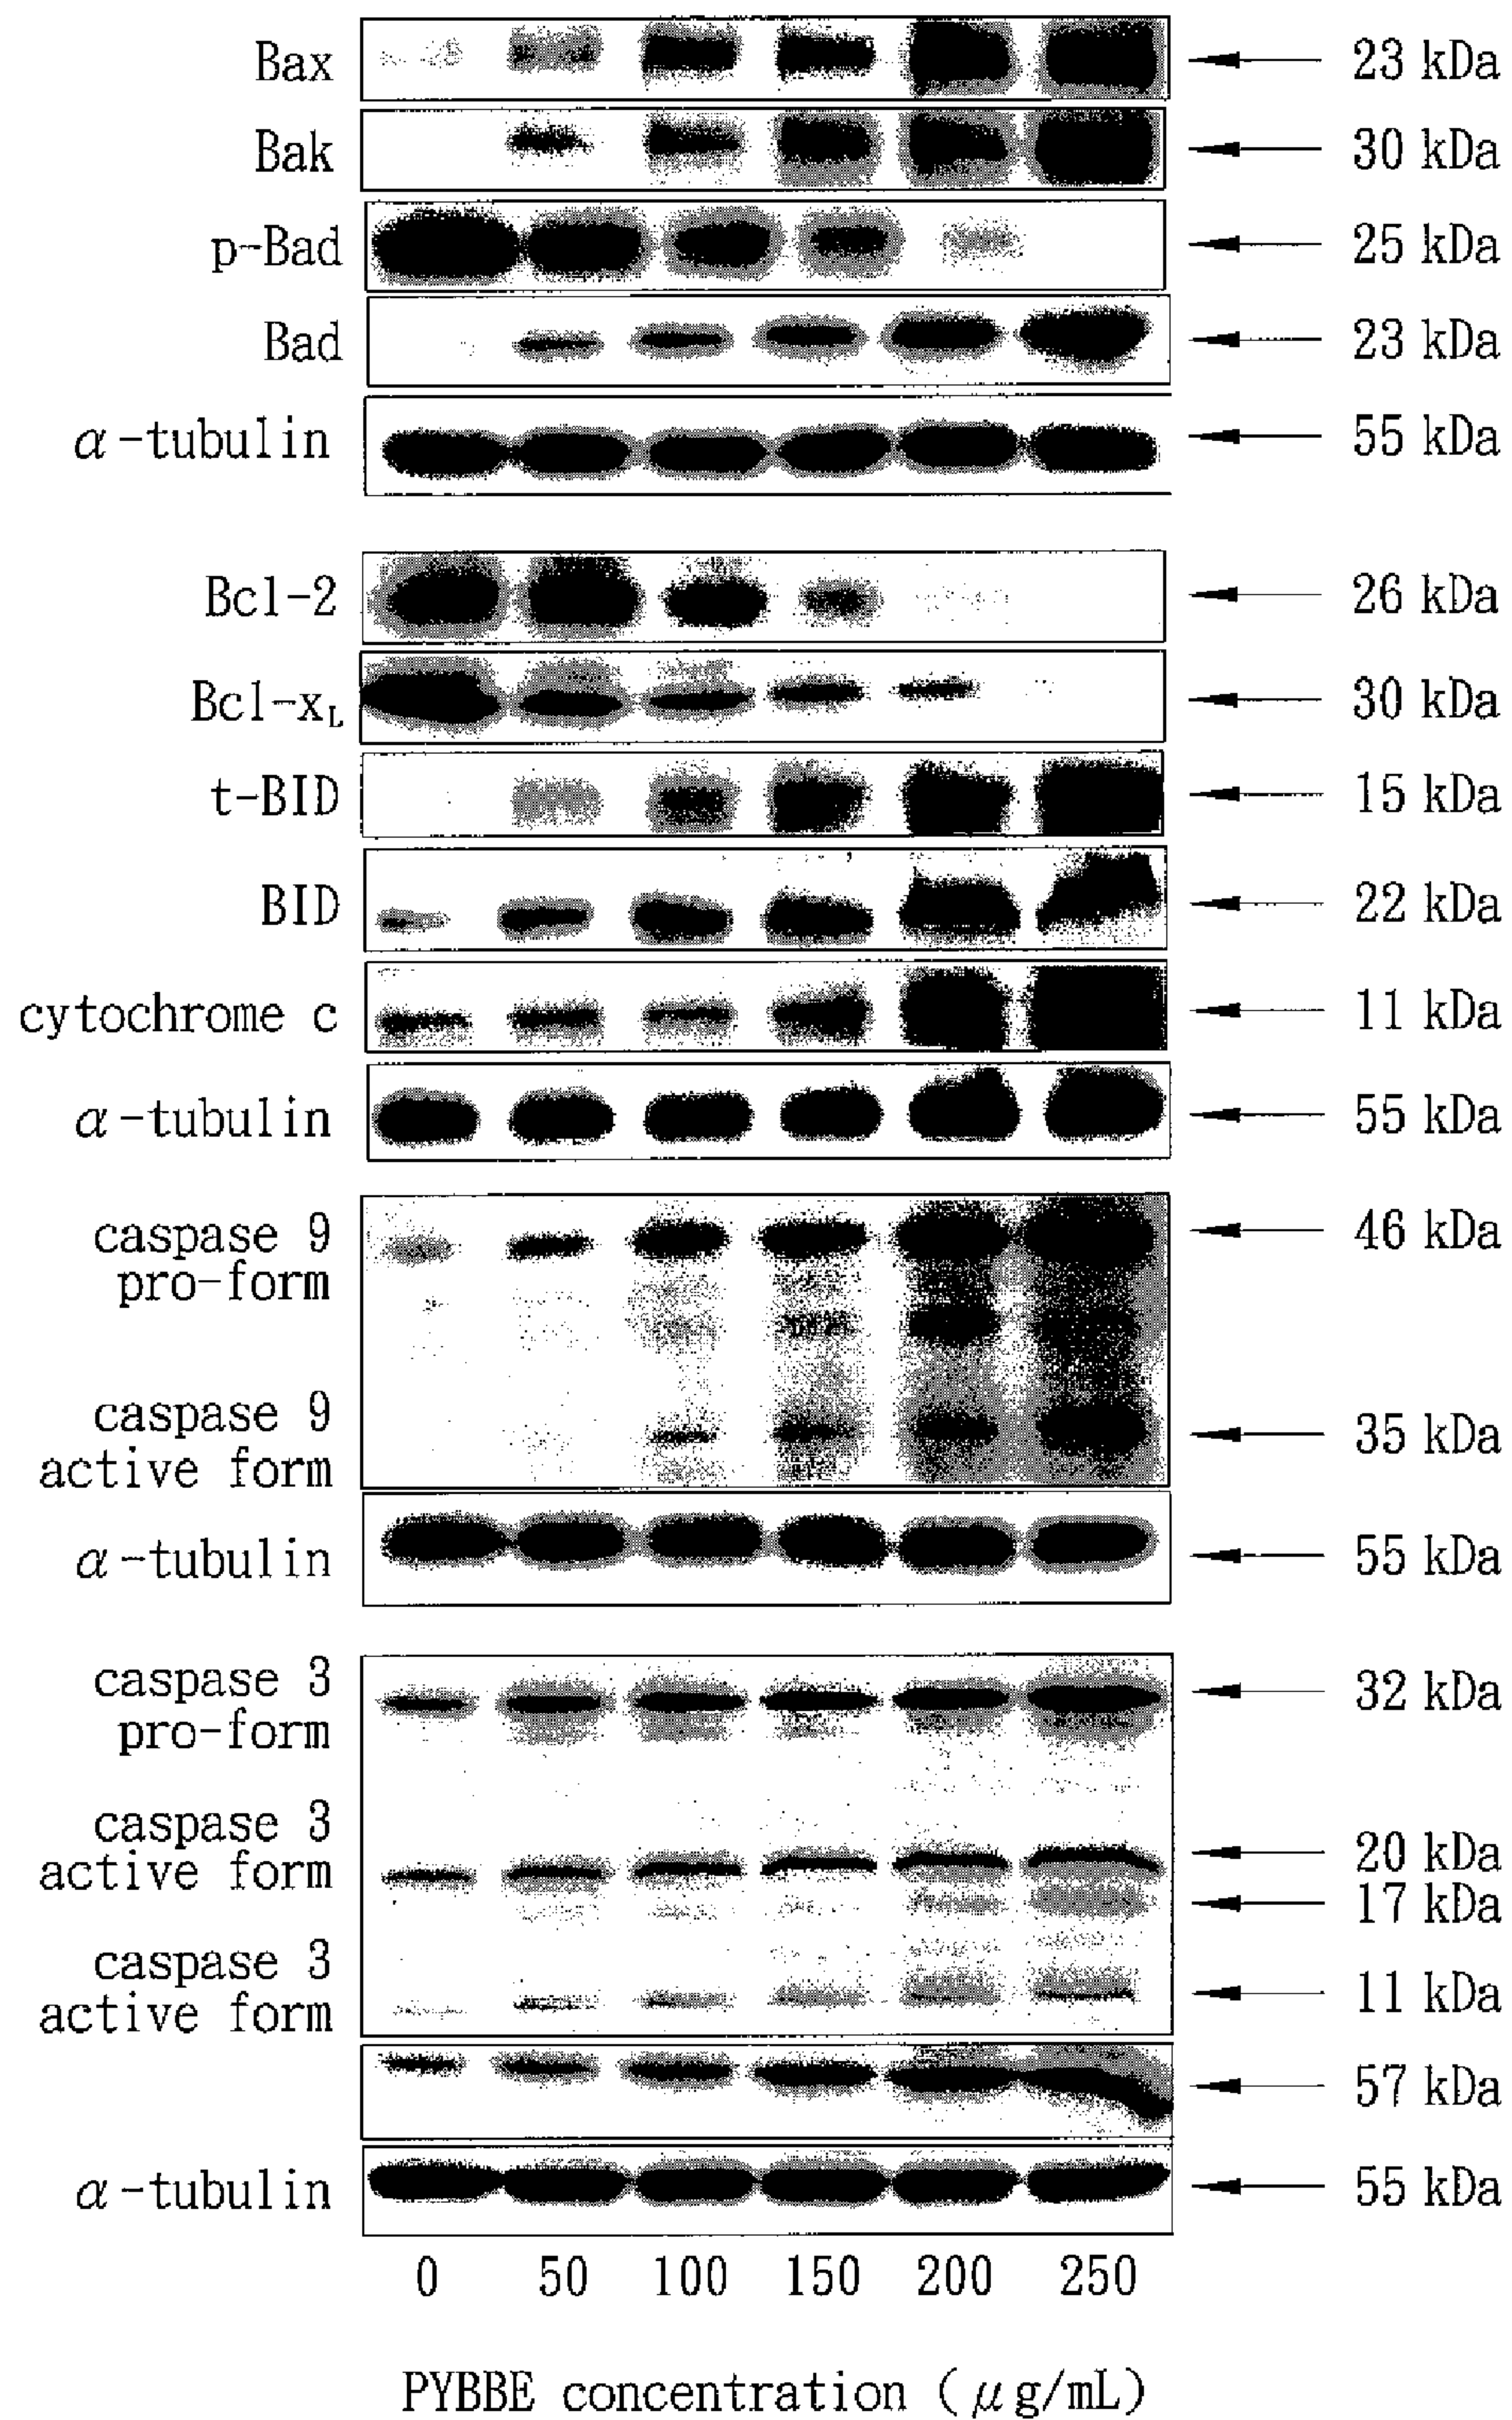 Bax 23 kDa
Bak 30 kDa
p-Bad 25 kDa
Bad 23 kDa
α-tubulin 55 kDa
Bcl-2 26 kDa
Bcl-xL 30 kDa
t-BID 15 kDa
BID 22 kDa
cytochrome c 11 kDa
α-tubulin 55 kDa
caspase 9 46 kDa
pro-form
caspase 9
active form 35 kDa
α-tubulin 55 kDa
caspase 3 32 kDa
pro-form
caspase 3
active form 20 kDa
17 kDa
caspase 3
active form 11 kDa
57 kDa
α-tubulin 55 kDa
0 50 100 150 200 250
PYBBE concentration (μg/mL)